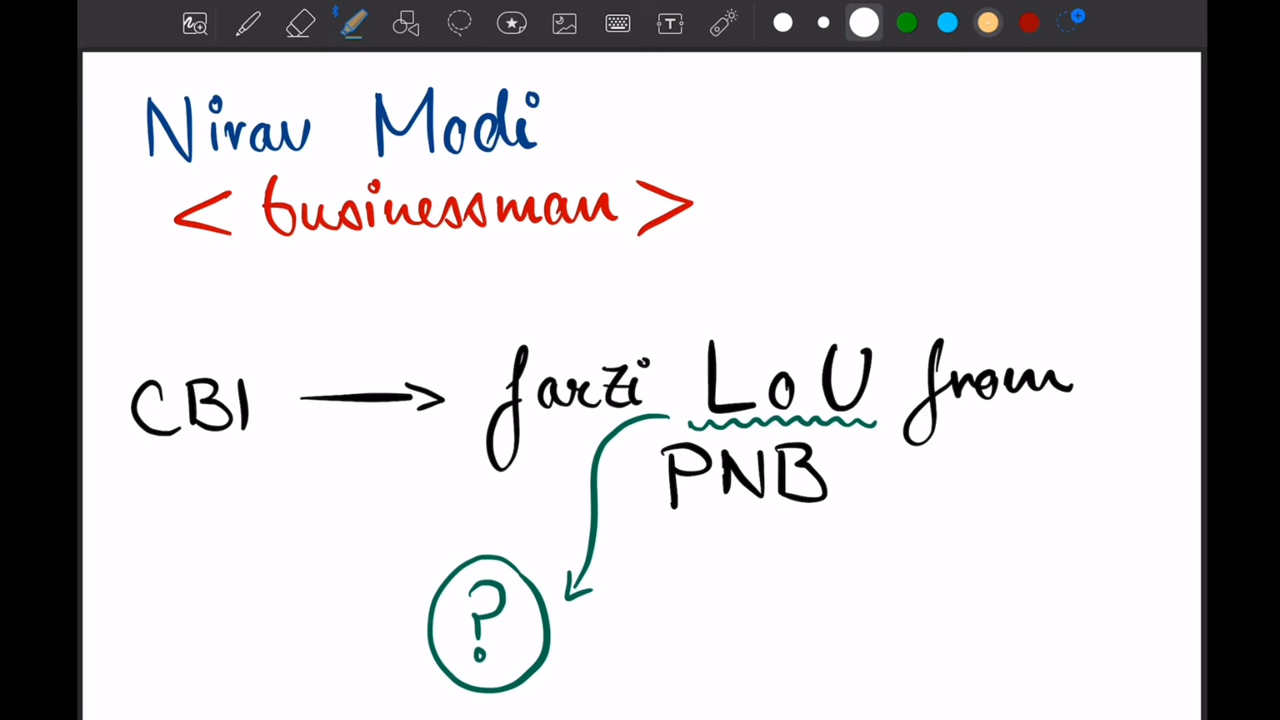 Nirav Modi
< businessman >
CBI → farzi LoU from
PNB
?